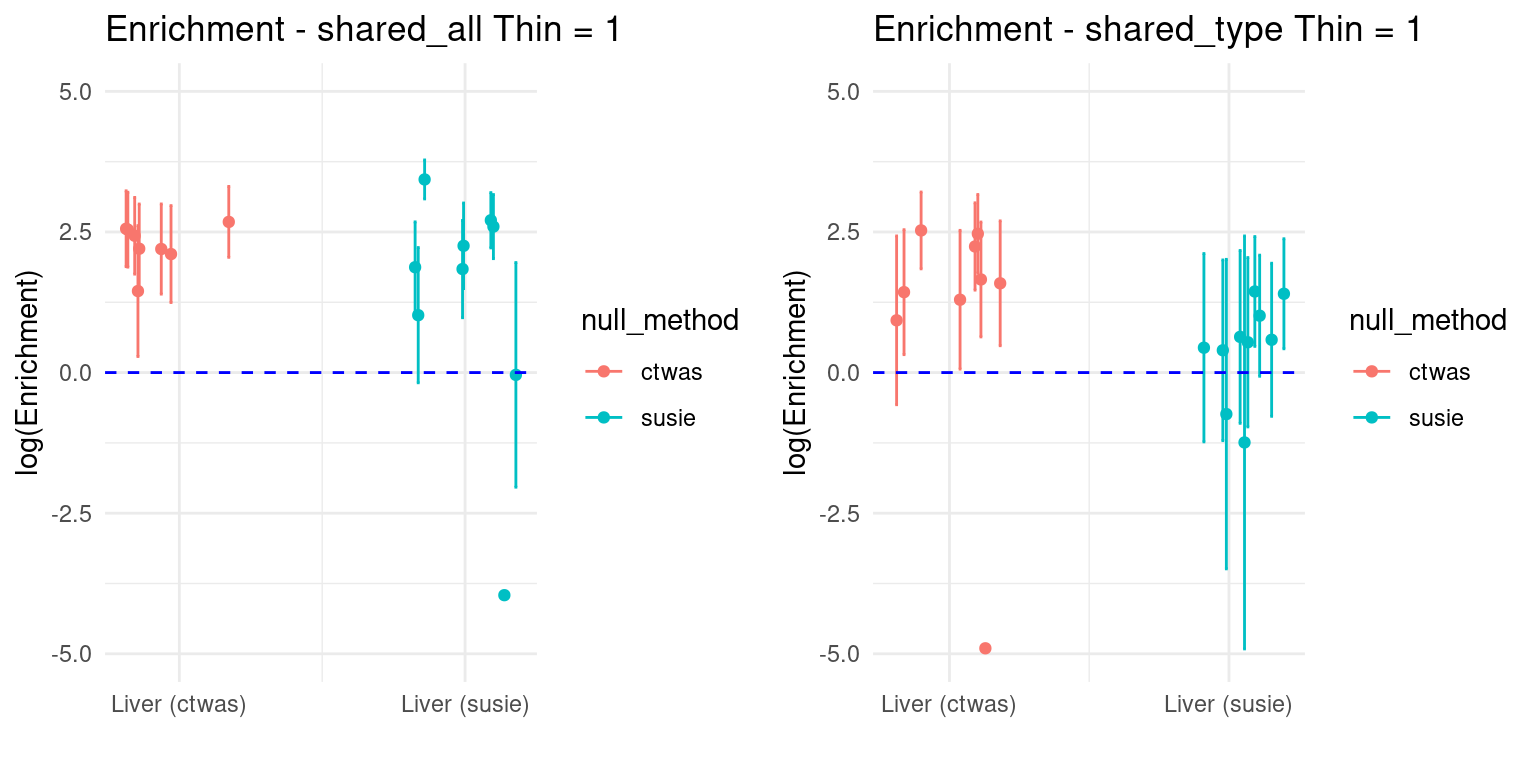 Enrichment - shared_all Thin = 1
log(Enrichment)
5.0
2.5
0.0
-2.5
-5.0
Liver (ctwas)
Liver (susie)
null_method
ctwas
susie
Enrichment - shared_type Thin = 1
log(Enrichment)
5.0
2.5
0.0
-2.5
-5.0
Liver (ctwas)
Liver (susie)
null_method
ctwas
susie